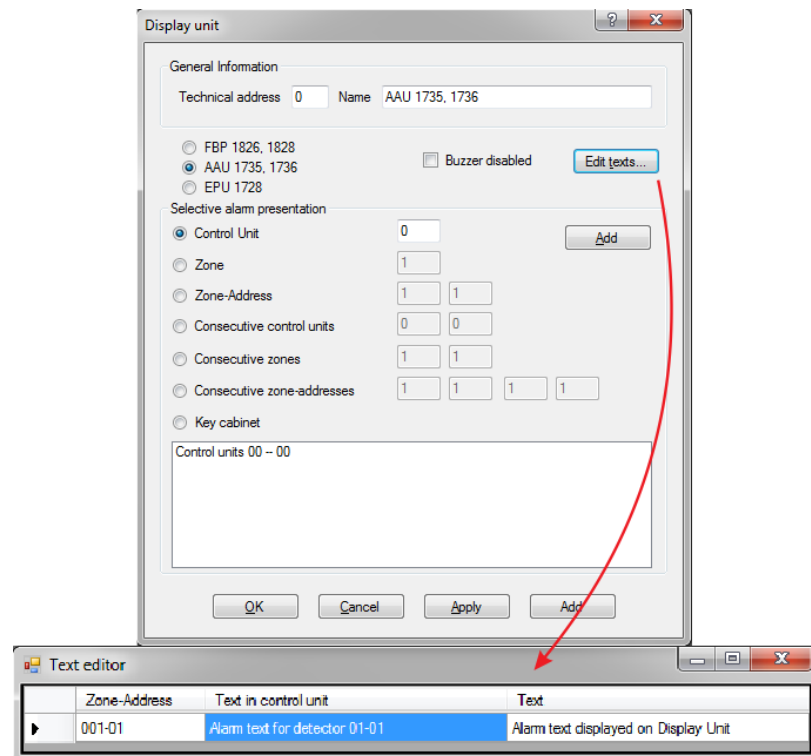 Display unit
General Information
Technical address 0 Name AAU 1735, 1736
FBP 1826, 1828
AAU 1735, 1736 Buzzer disabled Edit texts...
EPU 1728
Selective alarm presentation
Control Unit 0 Add
Zone 1
Zone-Address 1 1
Consecutive control units 0 0
Consecutive zones 1 1
Consecutive zone-addresses 1 1 1 1
Key cabinet
Control units 00 -- 00
OK Cancel Apply Add
Text editor
Zone-Address Text in control unit Text
001-01 Alarm text for detector 01-01 Alarm text displayed on Display Unit